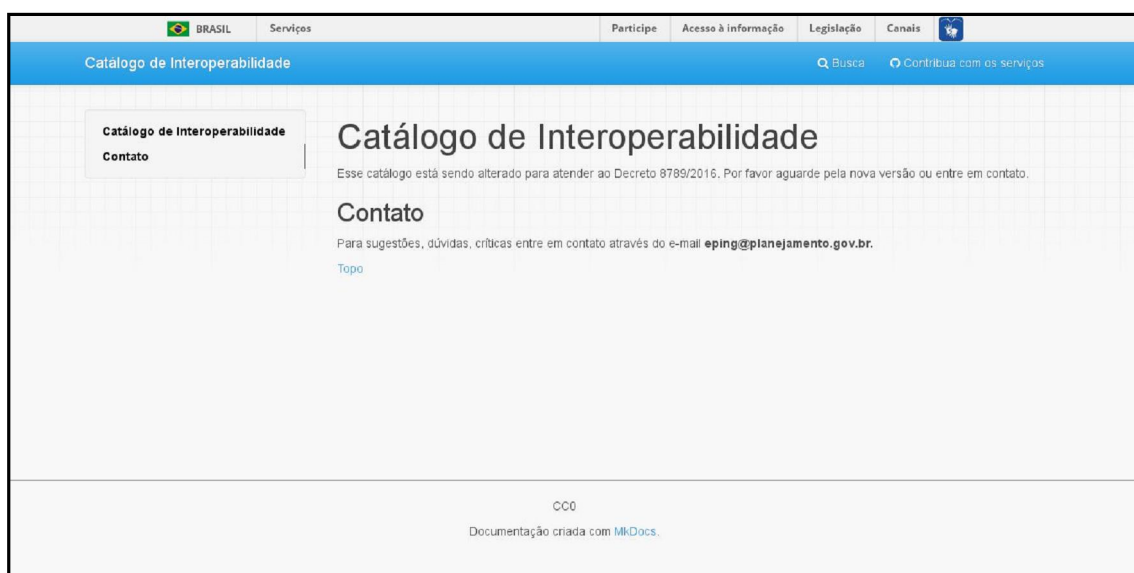 BRASIL Serviços Participe Acesso à informação Legislação Canais
Catálogo de Interoperabilidade Busca Contribua com os serviços
Catálogo de Interoperabilidade
Contato
Catálogo de Interoperabilidade
Esse catálogo está sendo alterado para atender ao Decreto 8789/2016. Por favor aguarde pela nova versão ou entre em contato.
Contato
Para sugestões, dúvidas, críticas entre em contato através do e-mail eping@planejamento.gov.br.
Topo
CC0
Documentação criada com MkDocs.